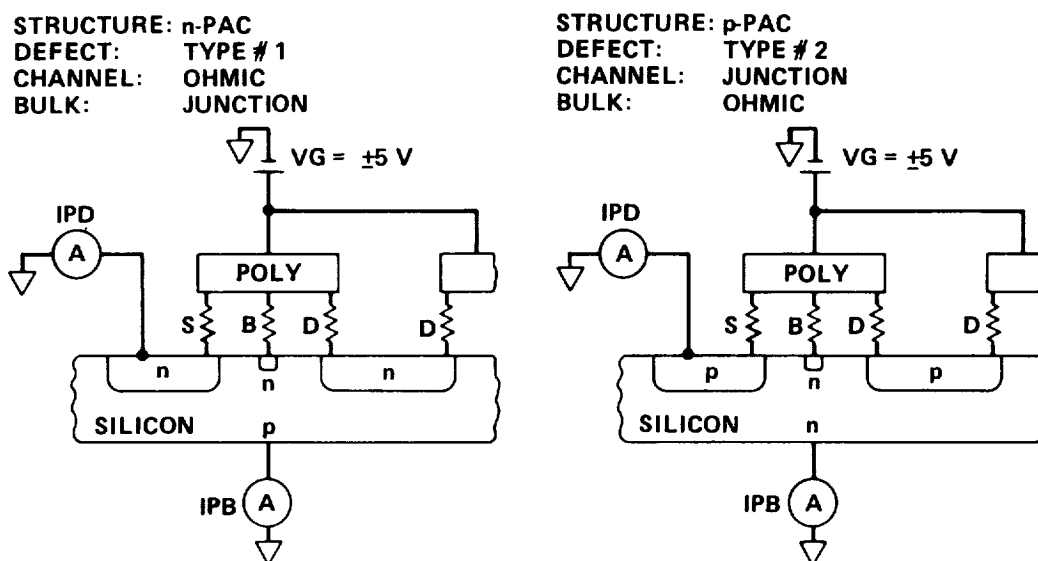 STRUCTURE: n-PAC
DEFECT: TYPE # 1
CHANNEL: OHMIC
BULK: JUNCTION
VG = ±5 V
IPD
A
POLY
S
B
D
D
n
n
n
SILICON
p
IPB
A
STRUCTURE: p-PAC
DEFECT: TYPE # 2
CHANNEL: JUNCTION
BULK: OHMIC
VG = ±5 V
IPD
A
POLY
S
B
D
D
p
n
p
SILICON
n
IPB
A